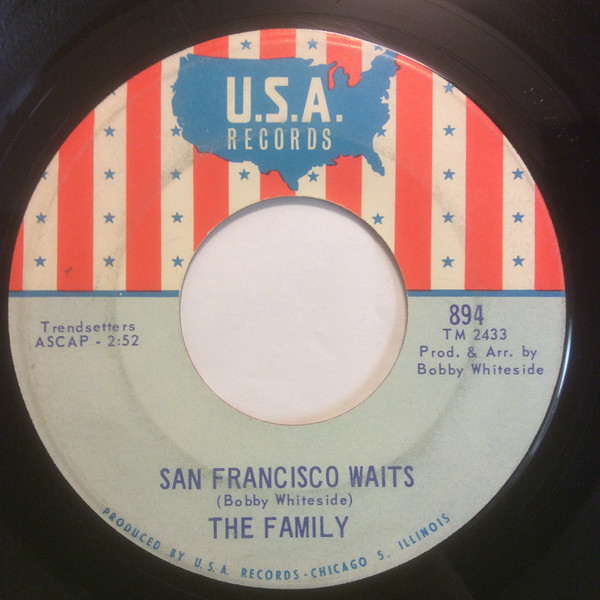 U.S.A.
RECORDS
Trendsetters
ASCAP - 2:52
894
TM 2433
Prod. & Arr. by
Bobby Whiteside
SAN FRANCISCO WAITS
(Bobby Whiteside)
THE FAMILY
PRODUCED BY U.S.A. RECORDS-CHICAGO 5, ILLINOIS